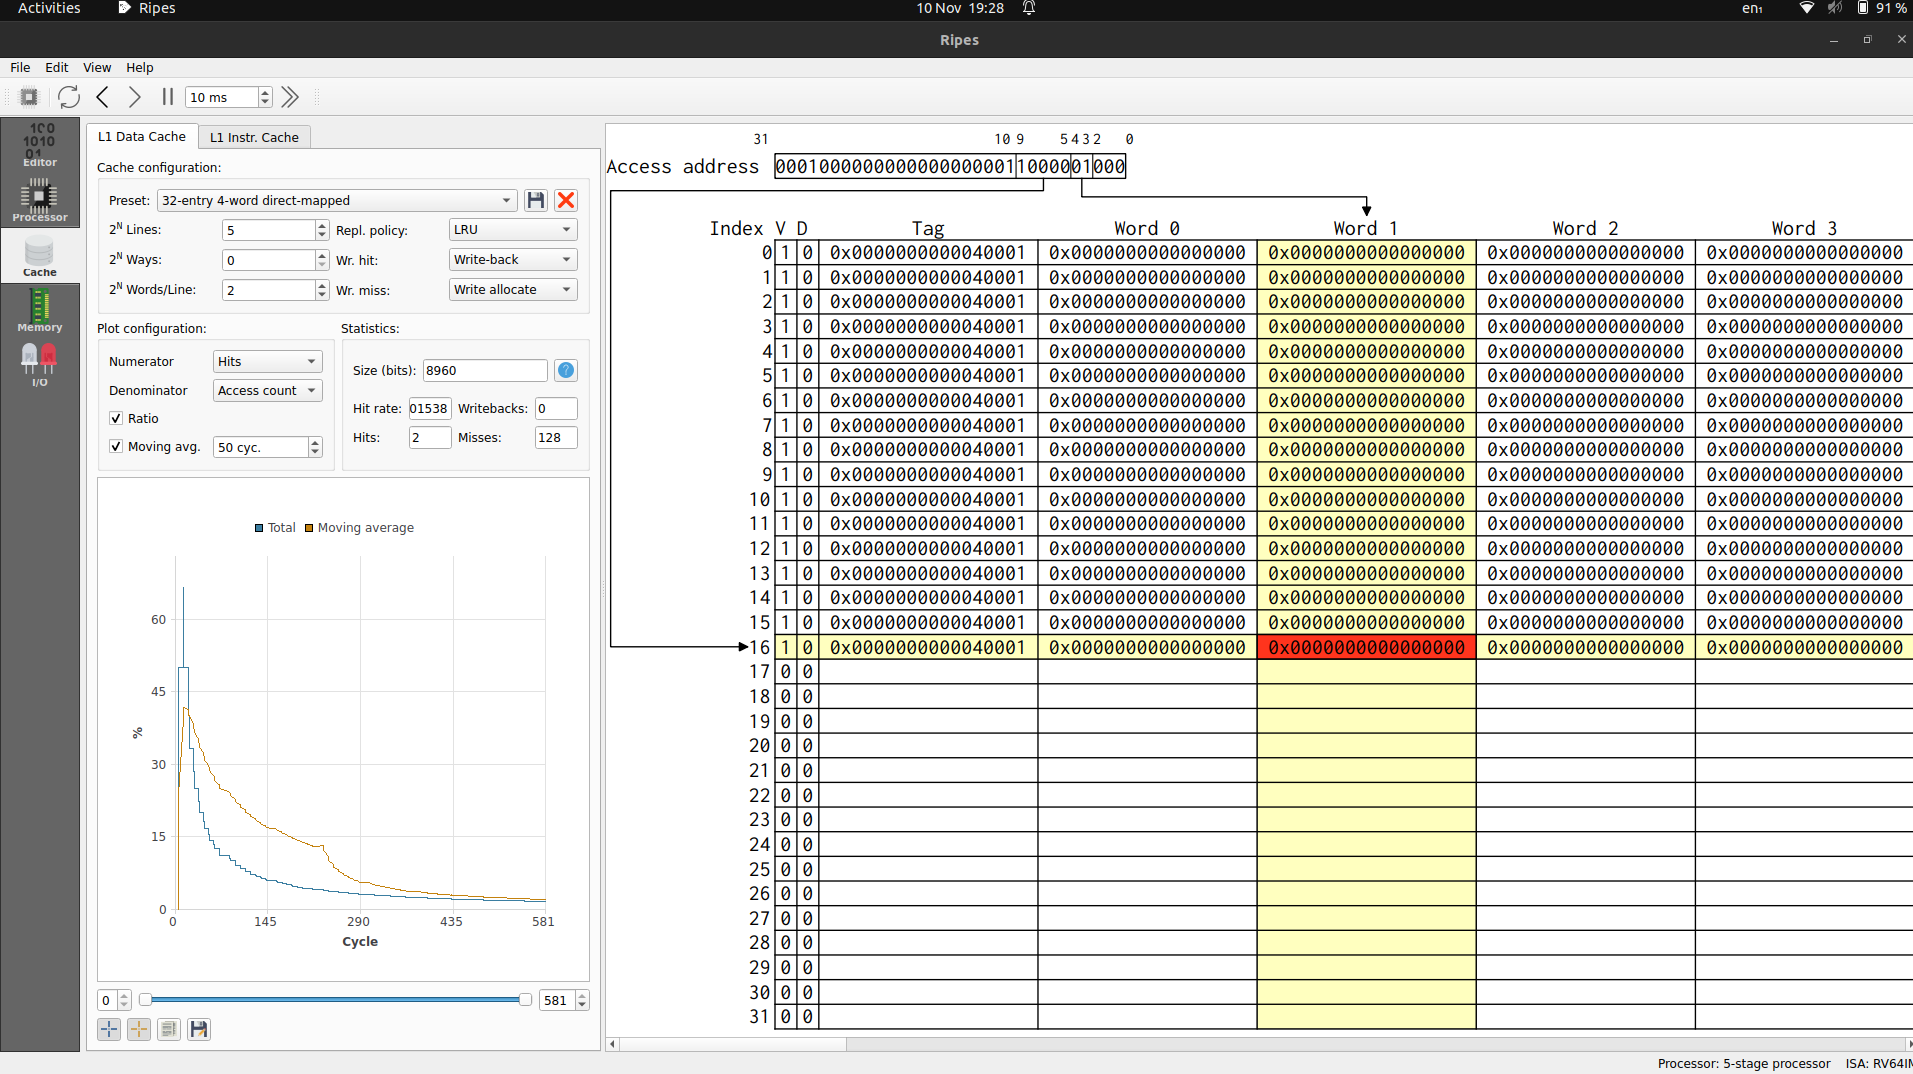 Activities Ripes 10 Nov 19:28 en₁ 91 %
Ripes
File Edit View Help
10 ms
Editor
Processor
Cache
Memory
I/O
L1 Data Cache L1 Instr. Cache
Cache configuration:
Preset: 32-entry 4-word direct-mapped
2^N Lines: 5 Repl. policy: LRU
2^N Ways: 0 Wr. hit: Write-back
2^N Words/Line: 2 Wr. miss: Write allocate
Plot configuration: Statistics:
Numerator Hits
Denominator Access count
Ratio
Moving avg. 50 cyc.
Size (bits): 8960
Hit rate: 01538 Writebacks: 0
Hits: 2 Misses: 128
Total Moving average
60
45
%
30
15
0
0 145 290 435 581
Cycle
0 581
31 10 9 5 4 3 2 0
Access address 0001000000000000000001 10000 01 000
Index V D Tag Word 0 Word 1 Word 2 Word 3
0 1 0 0x0000000000040001 0x0000000000000000 0x0000000000000000 0x0000000000000000 0x0000000000000000
1 1 0 0x0000000000040001 0x0000000000000000 0x0000000000000000 0x0000000000000000 0x0000000000000000
2 1 0 0x0000000000040001 0x0000000000000000 0x0000000000000000 0x0000000000000000 0x0000000000000000
3 1 0 0x0000000000040001 0x0000000000000000 0x0000000000000000 0x0000000000000000 0x0000000000000000
4 1 0 0x0000000000040001 0x0000000000000000 0x0000000000000000 0x0000000000000000 0x0000000000000000
5 1 0 0x0000000000040001 0x0000000000000000 0x0000000000000000 0x0000000000000000 0x0000000000000000
6 1 0 0x0000000000040001 0x0000000000000000 0x0000000000000000 0x0000000000000000 0x0000000000000000
7 1 0 0x0000000000040001 0x0000000000000000 0x0000000000000000 0x0000000000000000 0x0000000000000000
8 1 0 0x0000000000040001 0x0000000000000000 0x0000000000000000 0x0000000000000000 0x0000000000000000
9 1 0 0x0000000000040001 0x0000000000000000 0x0000000000000000 0x0000000000000000 0x0000000000000000
10 1 0 0x0000000000040001 0x0000000000000000 0x0000000000000000 0x0000000000000000 0x0000000000000000
11 1 0 0x0000000000040001 0x0000000000000000 0x0000000000000000 0x0000000000000000 0x0000000000000000
12 1 0 0x0000000000040001 0x0000000000000000 0x0000000000000000 0x0000000000000000 0x0000000000000000
13 1 0 0x0000000000040001 0x0000000000000000 0x0000000000000000 0x0000000000000000 0x0000000000000000
14 1 0 0x0000000000040001 0x0000000000000000 0x0000000000000000 0x0000000000000000 0x0000000000000000
15 1 0 0x0000000000040001 0x0000000000000000 0x0000000000000000 0x0000000000000000 0x0000000000000000
16 1 0 0x0000000000040001 0x0000000000000000 0x0000000000000000 0x0000000000000000 0x0000000000000000
17 0 0
18 0 0
19 0 0
20 0 0
21 0 0
22 0 0
23 0 0
24 0 0
25 0 0
26 0 0
27 0 0
28 0 0
29 0 0
30 0 0
31 0 0
Processor: 5-stage processor ISA: RV64IM